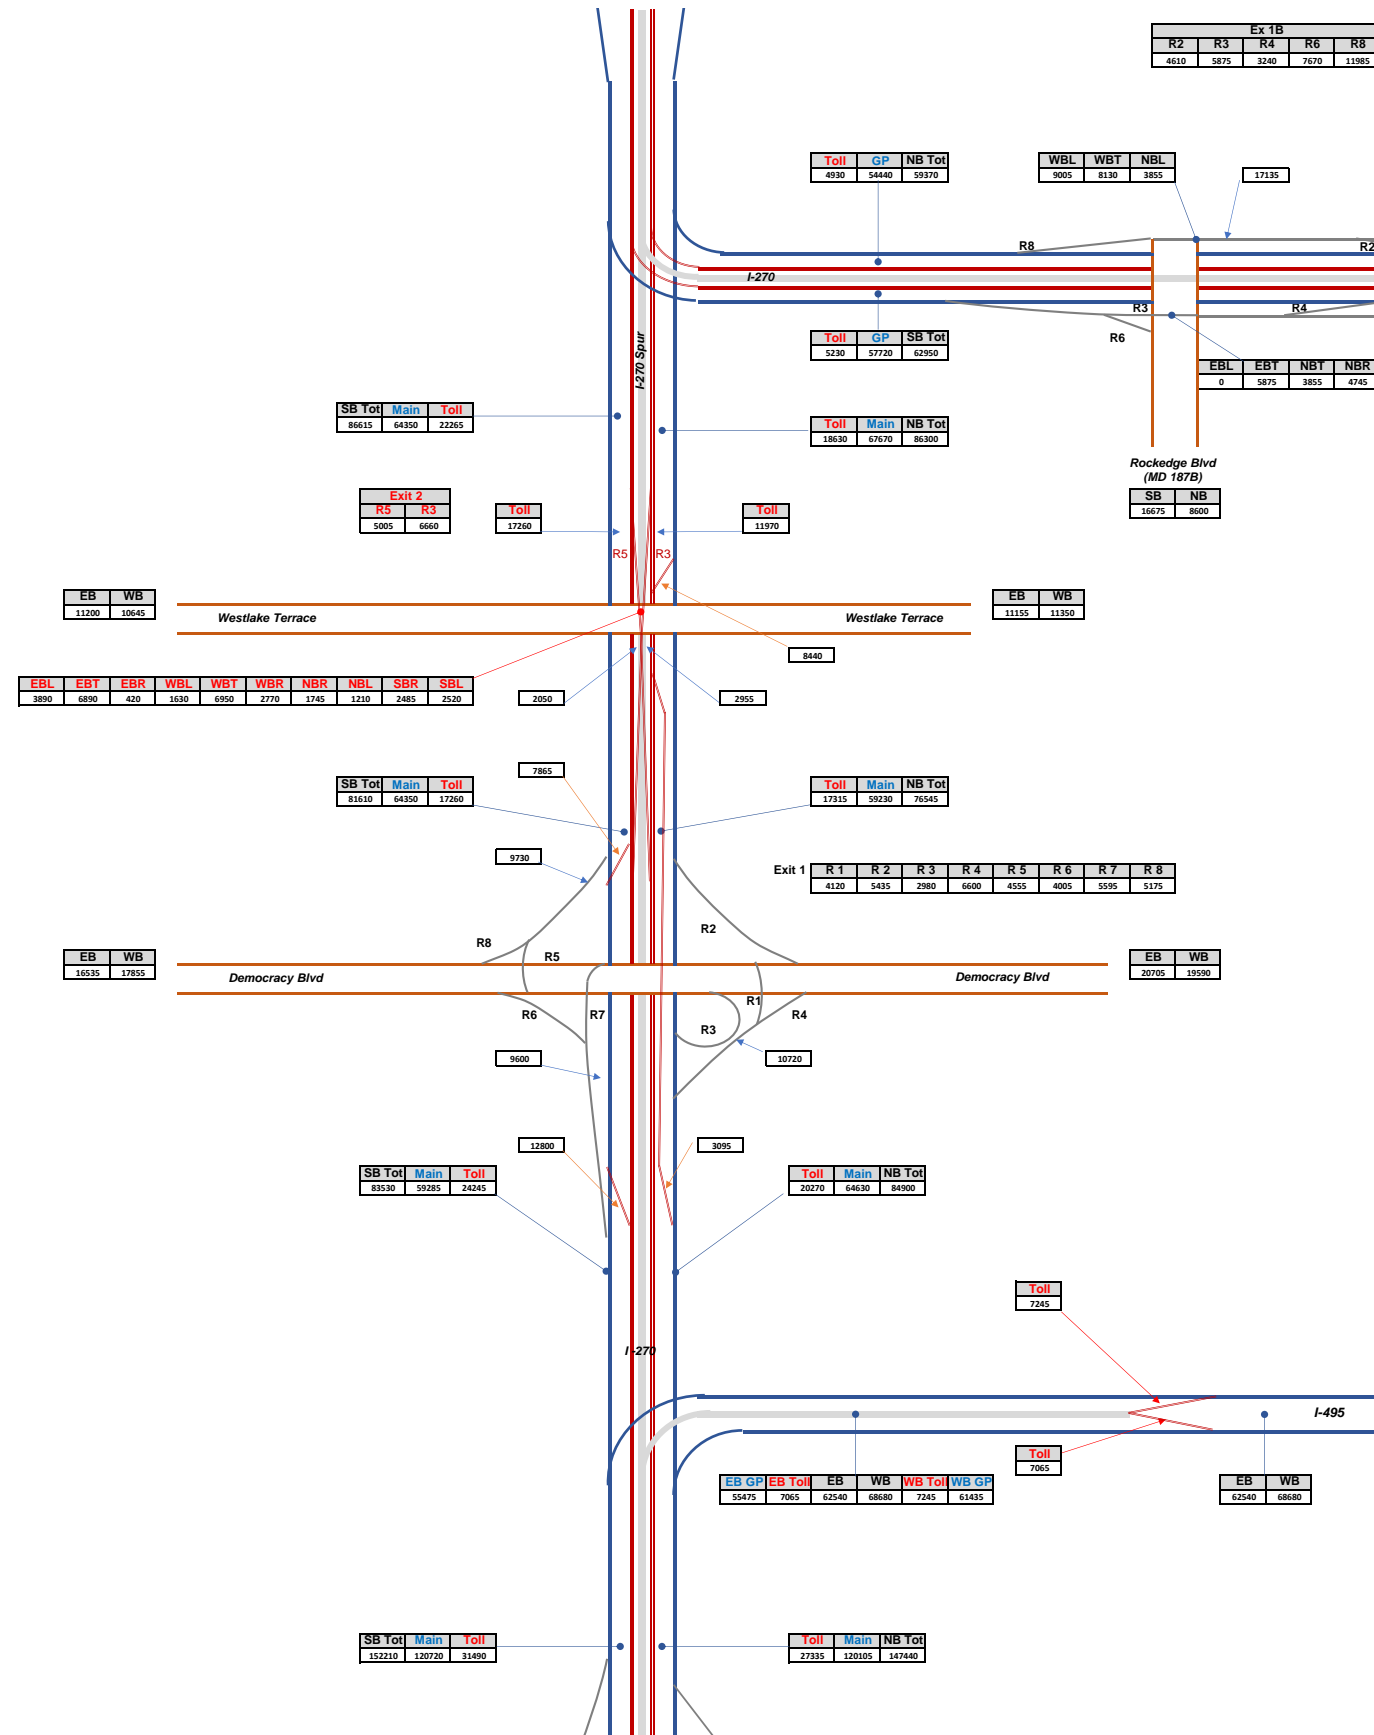 Ex 1B
R2 R3 R4 R6 R8
4610 5875 3240 7670 11985
Toll GP NB Tot
4930 54440 59370
WBL WBT NBL
9005 8130 3855
17135
R8
R2
I-270
R3
R4
R6
Toll GP SB Tot
5230 57720 62950
I-270 Spur
EBL EBT NBT NBR
0 5875 3855 4745
SB Tot Main Toll
86615 64350 22265
Toll Main NB Tot
18630 67670 86300
Rockedge Blvd
(MD 187B)
SB NB
16675 8600
Exit 2
R5 R3
5005 6660
Toll
17260
Toll
11970
R5
R3
EB WB
11200 10645
EB WB
11155 11350
Westlake Terrace
Westlake Terrace
8440
EBL EBT EBR WBL WBT WBR NBR NBL SBR SBL
3890 6890 420 1630 6950 2770 1745 1210 2485 2520
2050
2955
7865
SB Tot Main Toll
81610 64350 17260
Toll Main NB Tot
17315 59230 76545
9730
Exit 1
R 1 R 2 R 3 R 4 R 5 R 6 R 7 R 8
4120 5435 2980 6600 4555 4005 5595 5175
R2
R8
R5
EB WB
16535 17855
EB WB
20705 19590
Democracy Blvd
Democracy Blvd
R1
R6
R7
R4
R3
9600
10720
12800
3095
SB Tot Main Toll
83530 59285 24245
Toll Main NB Tot
20270 64630 84900
Toll
7245
I-270
I-495
Toll
7065
EB GP EB Toll EB WB WB Toll WB GP
55475 7065 62540 68680 7245 61435
EB WB
62540 68680
SB Tot Main Toll
152210 120720 31490
Toll Main NB Tot
27335 120105 147440